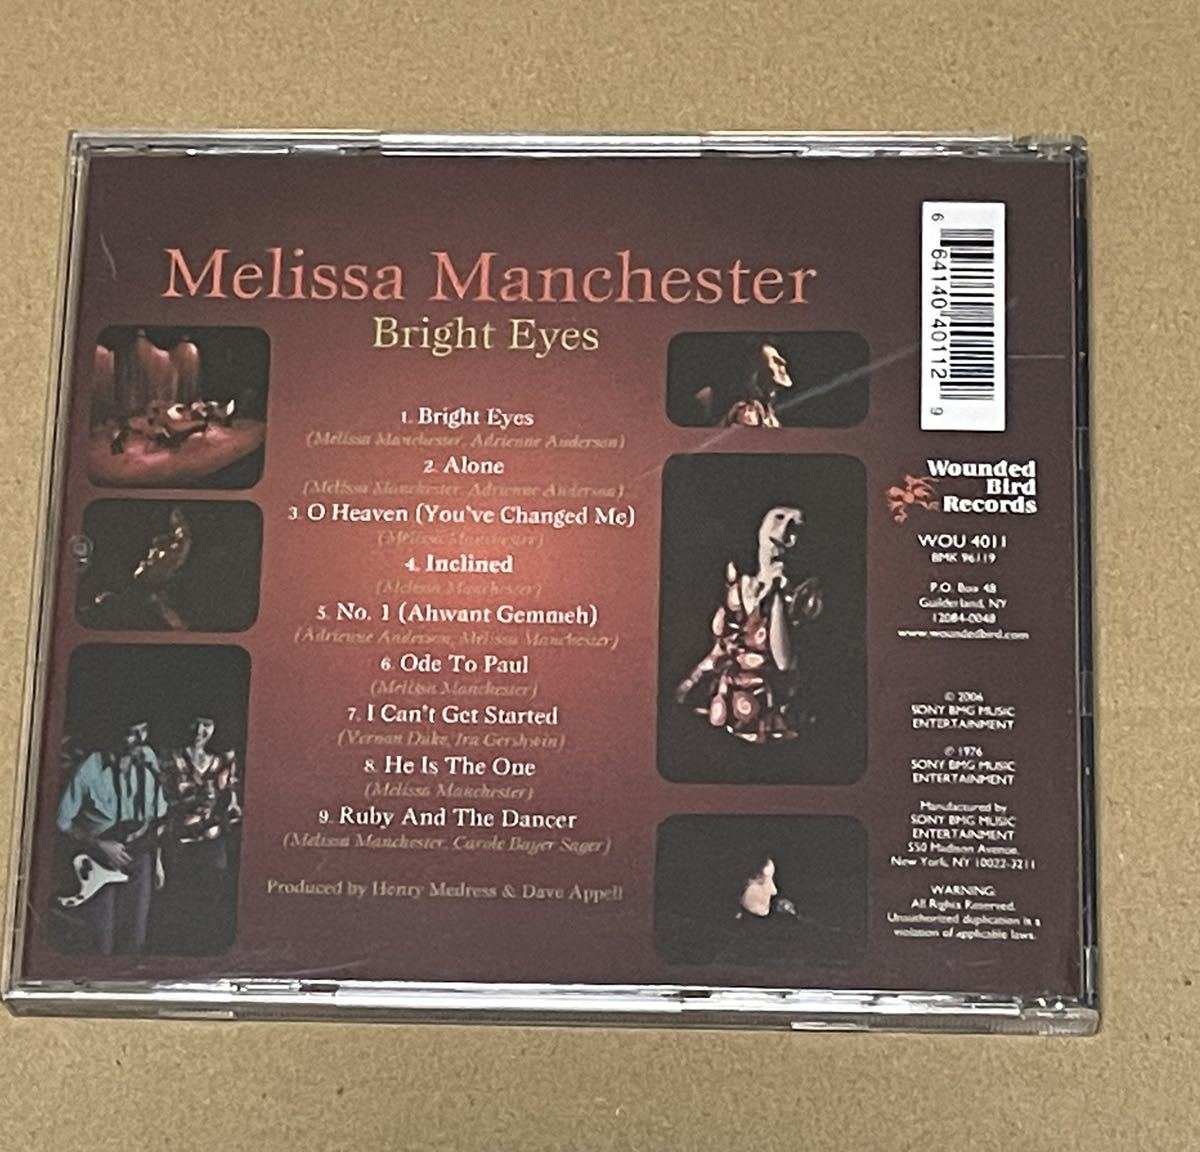 Melissa Manchester
Bright Eyes
1. Bright Eyes
(Melissa Manchester, Adrienne Anderson)
2. Alone
(Melissa Manchester, Adrienne Anderson)
3. O Heaven (You've Changed Me)
(Melissa Manchester)
4. Inclined
(Melissa Manchester)
5. No. 1 (Ahwant Gemmeh)
(Adrienne Anderson, Melissa Manchester)
6. Ode To Paul
(Melissa Manchester)
7. I Can't Get Started
(Vernan Duke, Ira Gershwin)
8. He Is The One
(Melissa Manchester)
9. Ruby And The Dancer
(Melissa Manchester, Carole Bayer Sager)
Produced by Henry Medress & Dave Appell
6 64140 40112 9
Wounded
Bird
Records
WOU 4011
BMK 96119
P.O. Box 48
Guilderland, NY
12084-0048
www.woundedbird.com
© 2006
SONY BMG MUSIC
ENTERTAINMENT
℗ 1976
SONY BMG MUSIC
ENTERTAINMENT
Manufactured by
SONY BMG MUSIC
ENTERTAINMENT
550 Madison Avenue,
New York, NY 10022-3211
WARNING:
All Rights Reserved.
Unauthorized duplication is a
violation of applicable laws.